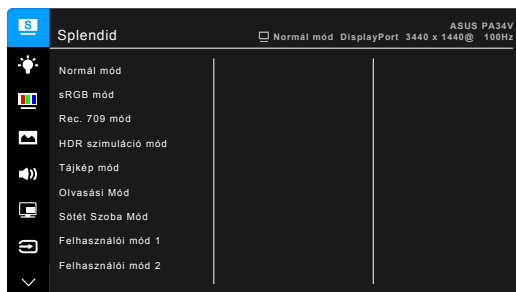 S
ASUS PA34V
Splendid
Normál mód DisplayPort 3440 x 1440@ 100Hz
Normál mód
sRGB mód
Rec. 709 mód
HDR szimuláció mód
Tájkép mód
Olvasási Mód
Sötét Szoba Mód
Felhasználói mód 1
Felhasználói mód 2